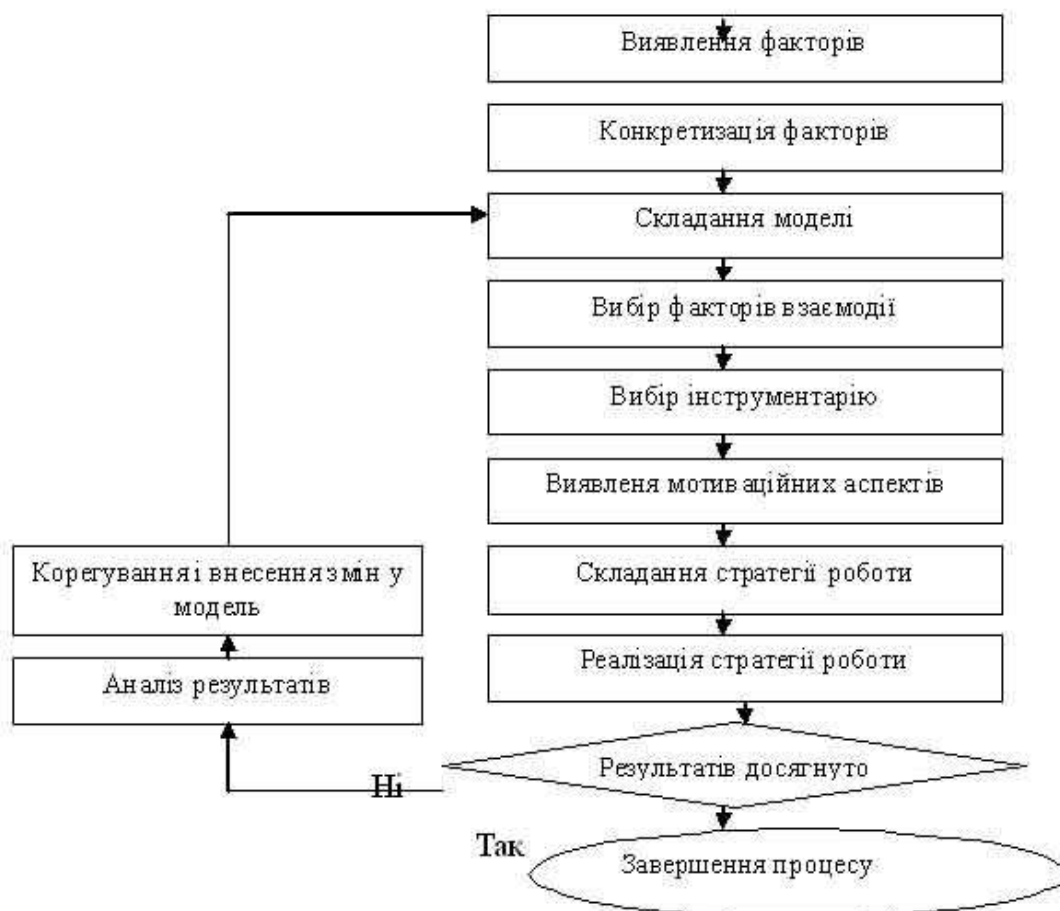 Виявлення факторів
Конкретизація факторів
Складання моделі
Вибір факторів взаємодії
Вибір інструментарію
Виявленя мотиваційних аспектів
Складання стратегії роботи
Реалізація стратегії роботи
Результатів досягнуто
Ні
Аналіз результатів
Корегування і внесення змін у
модель
Так
Завершення процесу